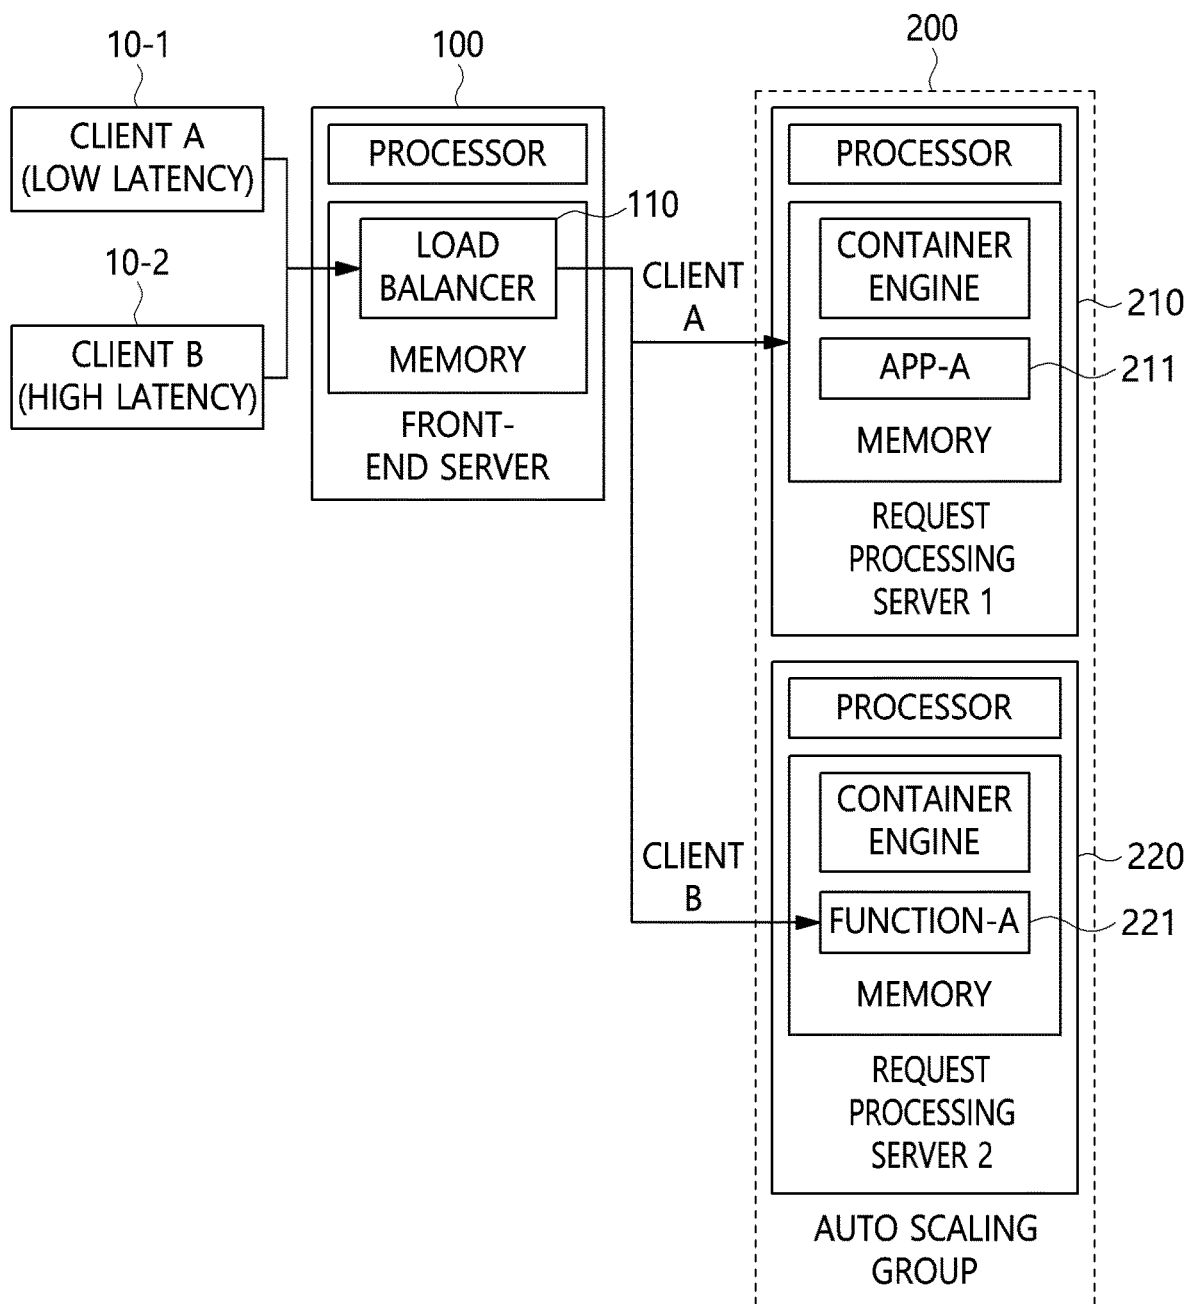 10-1
CLIENT A
(LOW LATENCY)
10-2
CLIENT B
(HIGH LATENCY)
100
PROCESSOR
110
LOAD
BALANCER
MEMORY
FRONT-
END SERVER
CLIENT
A
CLIENT
B
200
PROCESSOR
CONTAINER
ENGINE
210
APP-A
211
MEMORY
REQUEST
PROCESSING
SERVER 1
PROCESSOR
CONTAINER
ENGINE
220
FUNCTION-A
221
MEMORY
REQUEST
PROCESSING
SERVER 2
AUTO SCALING
GROUP